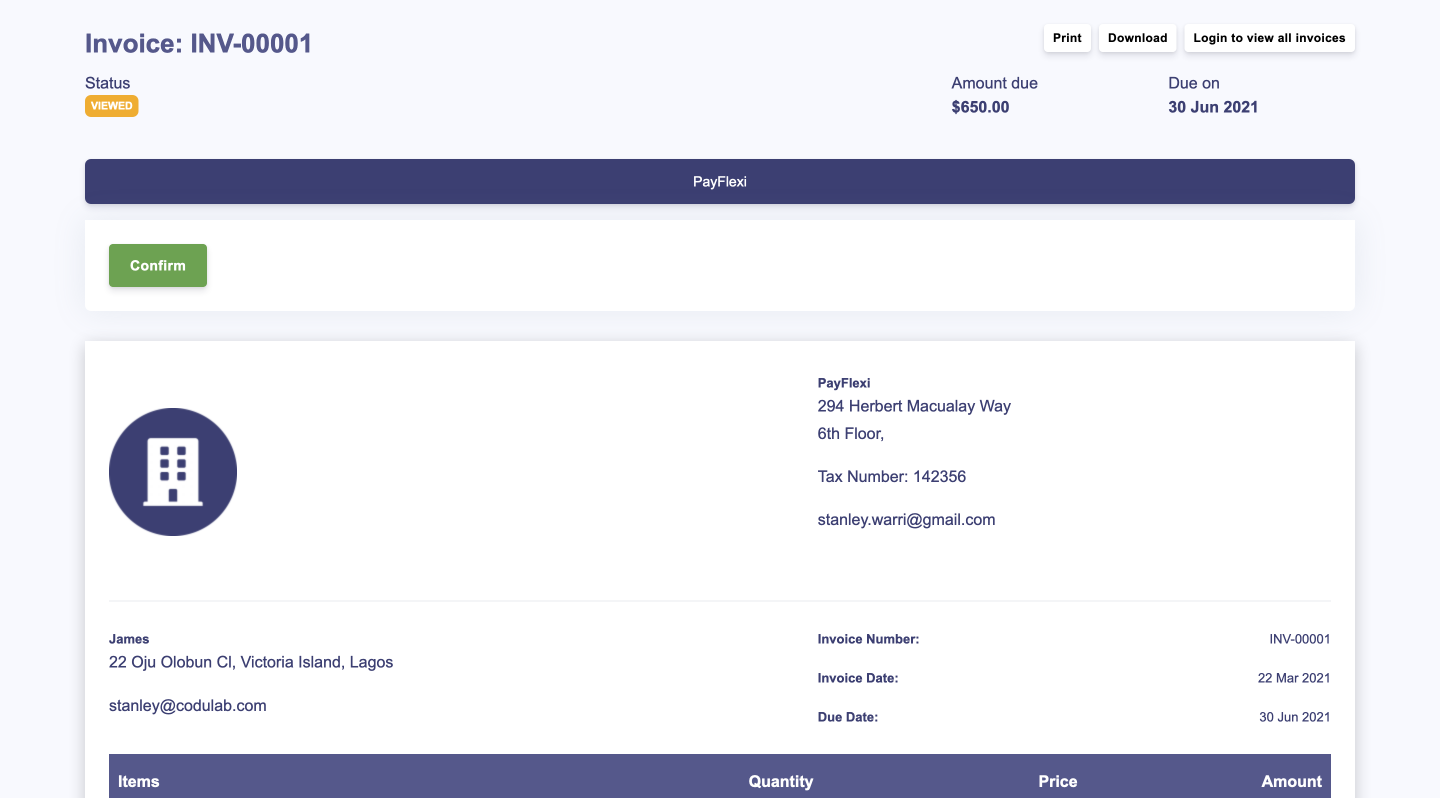 Invoice: INV-00001
Print Download Login to view all invoices
Status Amount due Due on
VIEWED $650.00 30 Jun 2021
PayFlexi
Confirm
PayFlexi
294 Herbert Macualay Way
6th Floor,
Tax Number: 142356
stanley.warri@gmail.com
James
22 Oju Olobun Cl, Victoria Island, Lagos
stanley@codulab.com
Invoice Number: INV-00001
Invoice Date: 22 Mar 2021
Due Date: 30 Jun 2021
Items Quantity Price Amount